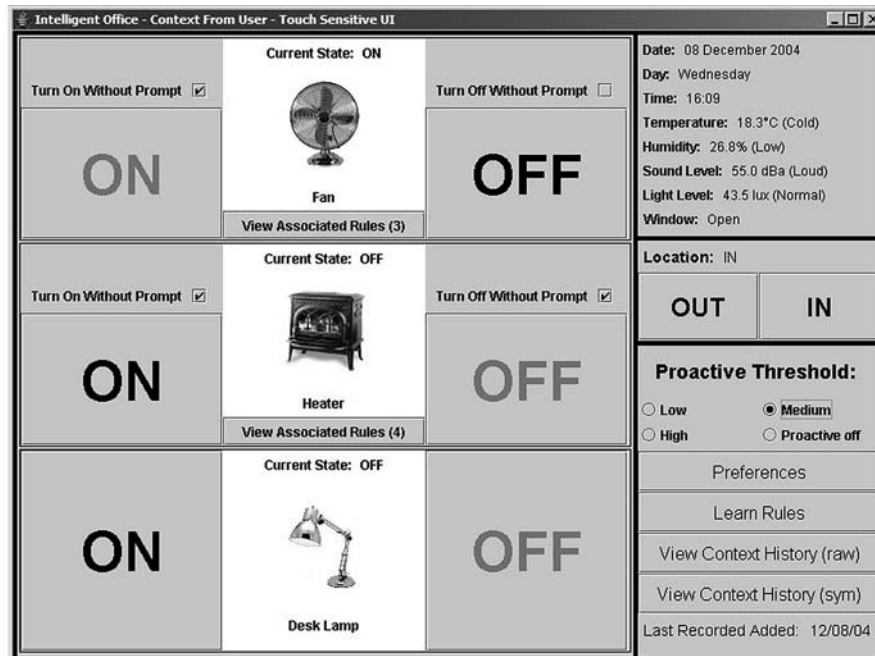 Intelligent Office - Context From User - Touch Sensitive UI
Current State: ON
Turn On Without Prompt
Turn Off Without Prompt
ON
OFF
Fan
View Associated Rules (3)
Current State: OFF
Turn On Without Prompt
Turn Off Without Prompt
ON
OFF
Heater
View Associated Rules (4)
Current State: OFF
ON
OFF
Desk Lamp
Date: 08 December 2004
Day: Wednesday
Time: 16:09
Temperature: 18.3°C (Cold)
Humidity: 26.8% (Low)
Sound Level: 55.0 dBa (Loud)
Light Level: 43.5 lux (Normal)
Window: Open
Location: IN
OUT
IN
Proactive Threshold:
Low
Medium
High
Proactive off
Preferences
Learn Rules
View Context History (raw)
View Context History (sym)
Last Recorded Added: 12/08/04